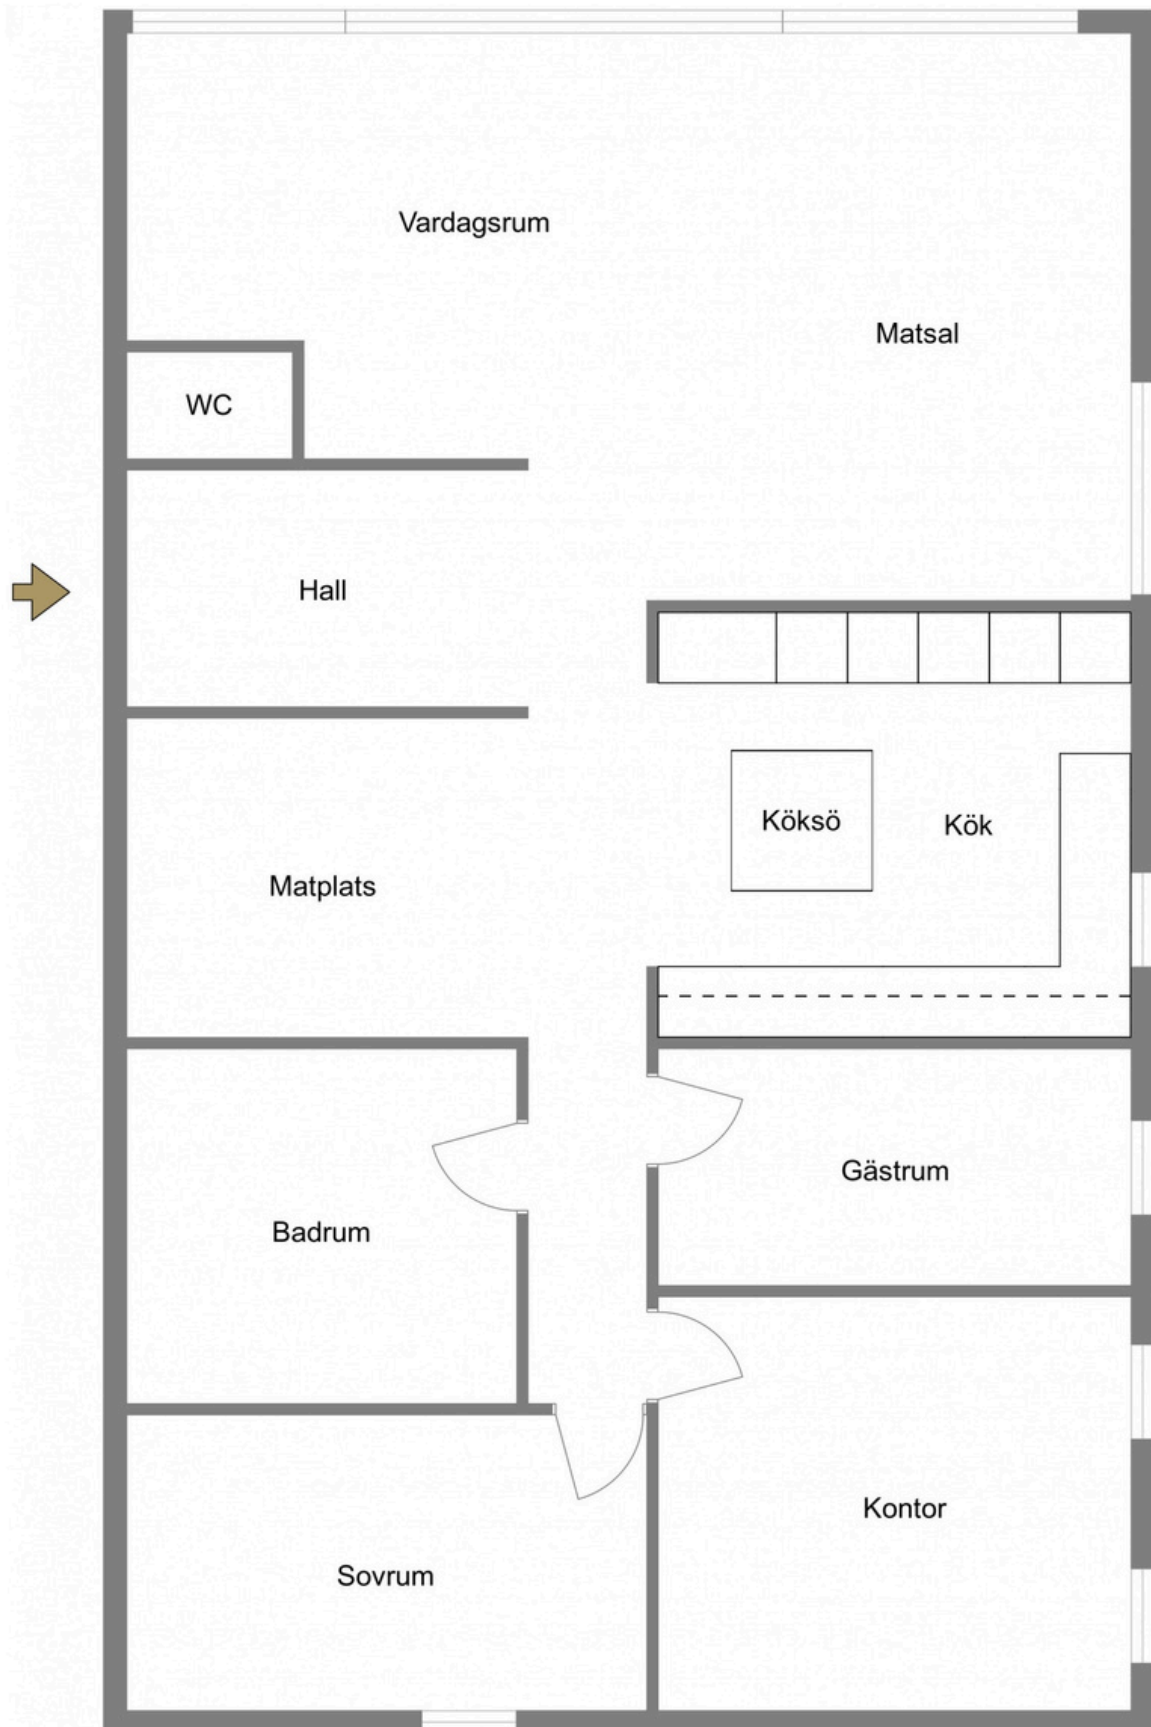 Vardagsrum
Matsal
WC
Hall
Köksö
Kök
Matplats
Gästrum
Badrum
Kontor
Sovrum